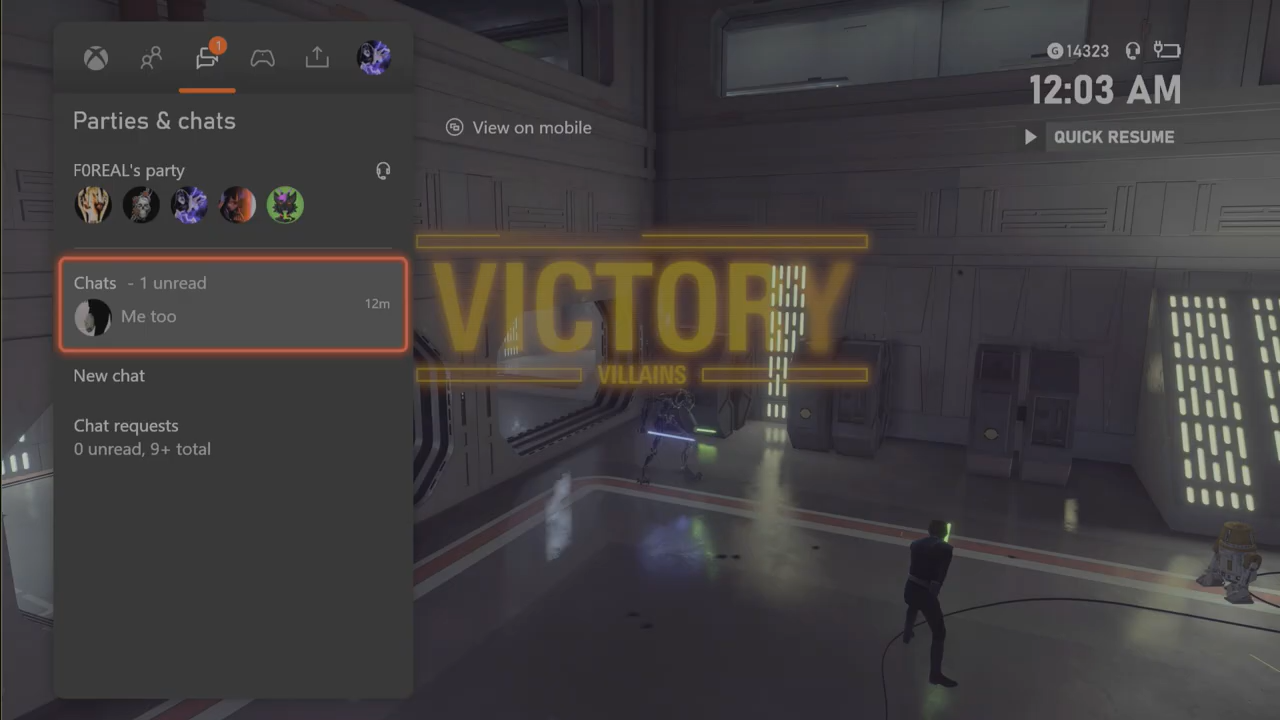 1
Parties & chats
F0REAL's party
Chats - 1 unread
Me too
12m
New chat
Chat requests
0 unread, 9+ total
View on mobile
G 14323
12:03 AM
QUICK RESUME
VICTORY
VILLAINS